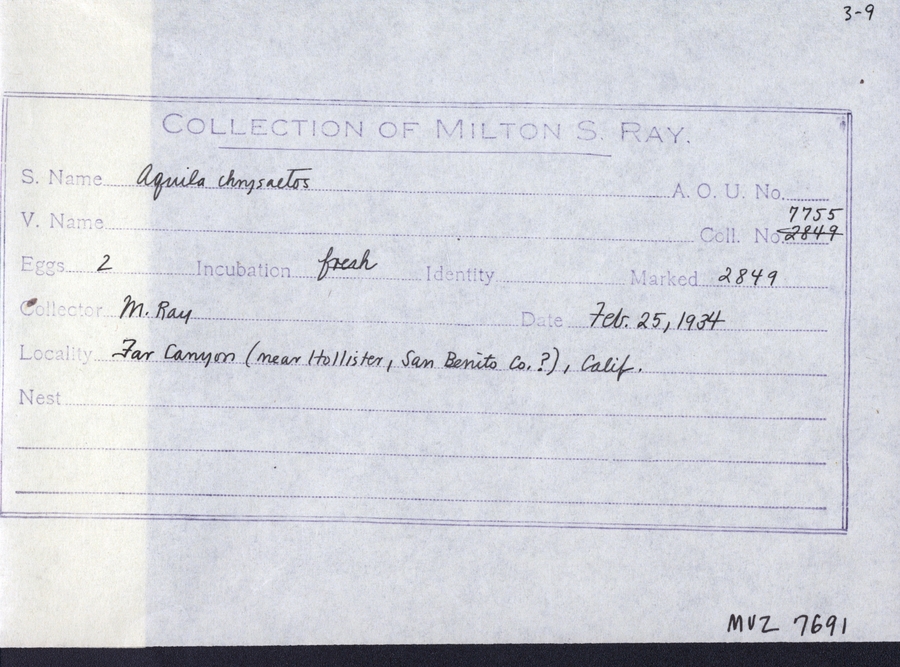 3-9
COLLECTION OF MILTON S. RAY.
S. Name Aquila chrysaetos A. O. U. No.
7755
V. Name Coll. No. 2849
Eggs 2 Incubation fresh Identity Marked 2849
Collector M. Ray Date Feb. 25, 1934
Locality Far Canyon (near Hollister, San Benito Co.?), Calif.
Nest
MVZ 7691